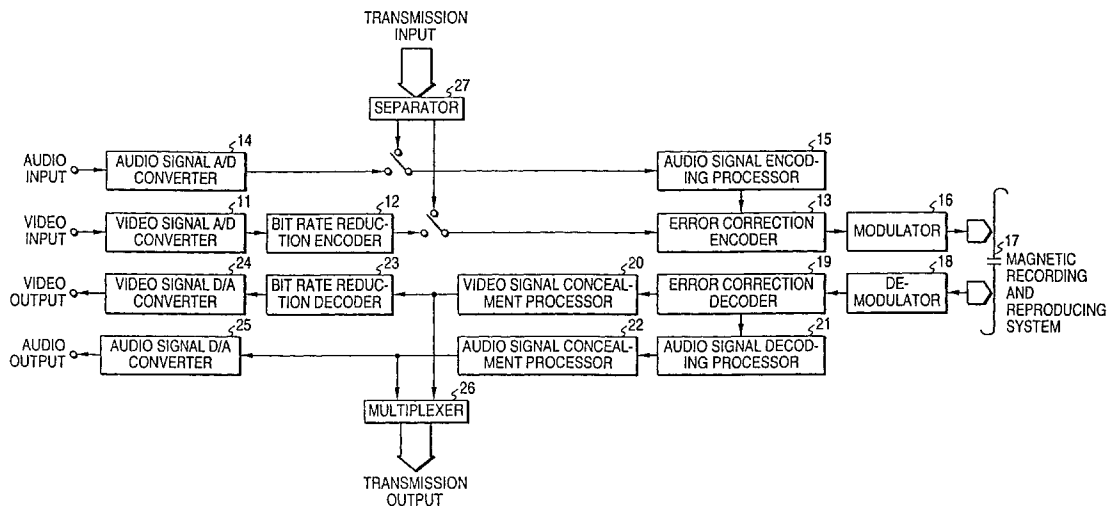 TRANSMISSION
INPUT
27
SEPARATOR
AUDIO
INPUT
14
AUDIO SIGNAL A/D
CONVERTER
15
AUDIO SIGNAL ENCOD-
ING PROCESSOR
VIDEO
INPUT
11
VIDEO SIGNAL A/D
CONVERTER
12
BIT RATE REDUC-
TION ENCODER
13
ERROR CORRECTION
ENCODER
16
MODULATOR
17
MAGNETIC
RECORDING
AND
REPRODUCING
SYSTEM
VIDEO
OUTPUT
24
VIDEO SIGNAL D/A
CONVERTER
23
BIT RATE REDUC-
TION DECODER
20
VIDEO SIGNAL CONCEAL-
MENT PROCESSOR
19
ERROR CORRECTION
DECODER
18
DE-
MODULATOR
AUDIO
OUTPUT
25
AUDIO SIGNAL D/A
CONVERTER
22
AUDIO SIGNAL CONCEAL-
MENT PROCESSOR
21
AUDIO SIGNAL DECOD-
ING PROCESSOR
26
MULTIPLEXER
TRANSMISSION
OUTPUT